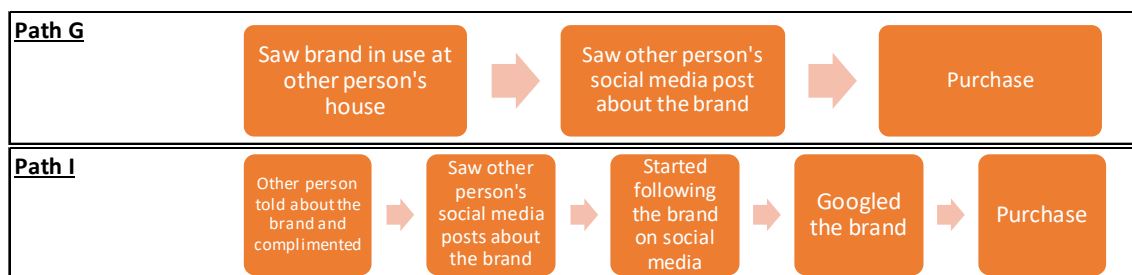 Path G
Saw brand in use at
other person's
house
Saw other person's
social media post
about the brand
Purchase
Path I
Other person
told about the
brand and
complimented
Saw other
person's
social media
posts about
the brand
Started
following
the brand
on social
media
Googled
the brand
Purchase